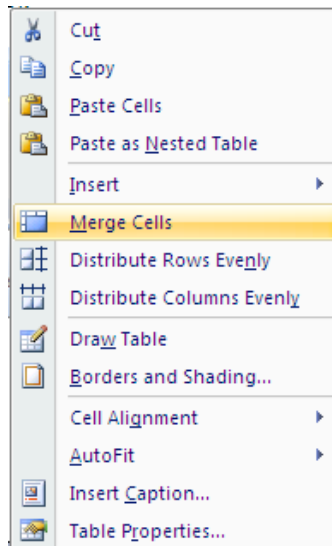 Cut
Copy
Paste Cells
Paste as Nested Table
Insert
Merge Cells
Distribute Rows Evenly
Distribute Columns Evenly
Draw Table
Borders and Shading...
Cell Alignment
AutoFit
Insert Caption...
Table Properties...